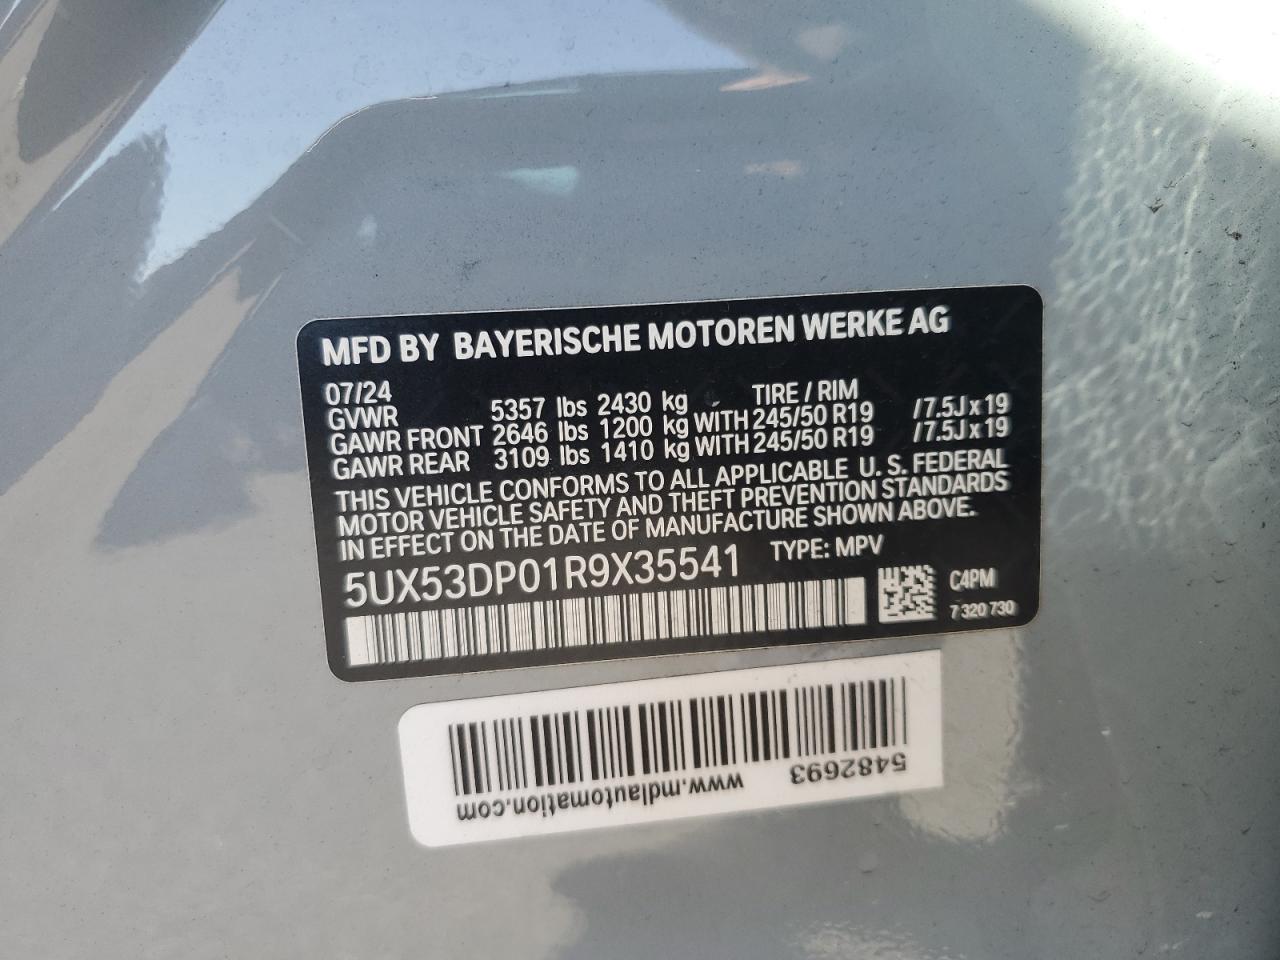 MFD BY BAYERISCHE MOTOREN WERKE AG
07/24 TIRE / RIM
GVWR 5357 lbs 2430 kg
GAWR FRONT 2646 lbs 1200 kg WITH 245/50 R19 /7.5J x 19
GAWR REAR 3109 lbs 1410 kg WITH 245/50 R19 /7.5J x 19
THIS VEHICLE CONFORMS TO ALL APPLICABLE U. S. FEDERAL
MOTOR VEHICLE SAFETY AND THEFT PREVENTION STANDARDS
IN EFFECT ON THE DATE OF MANUFACTURE SHOWN ABOVE.
5UX53DP01R9X35541 TYPE: MPV
C4PM
7 320 730
5482693
www.mdlautomation.com